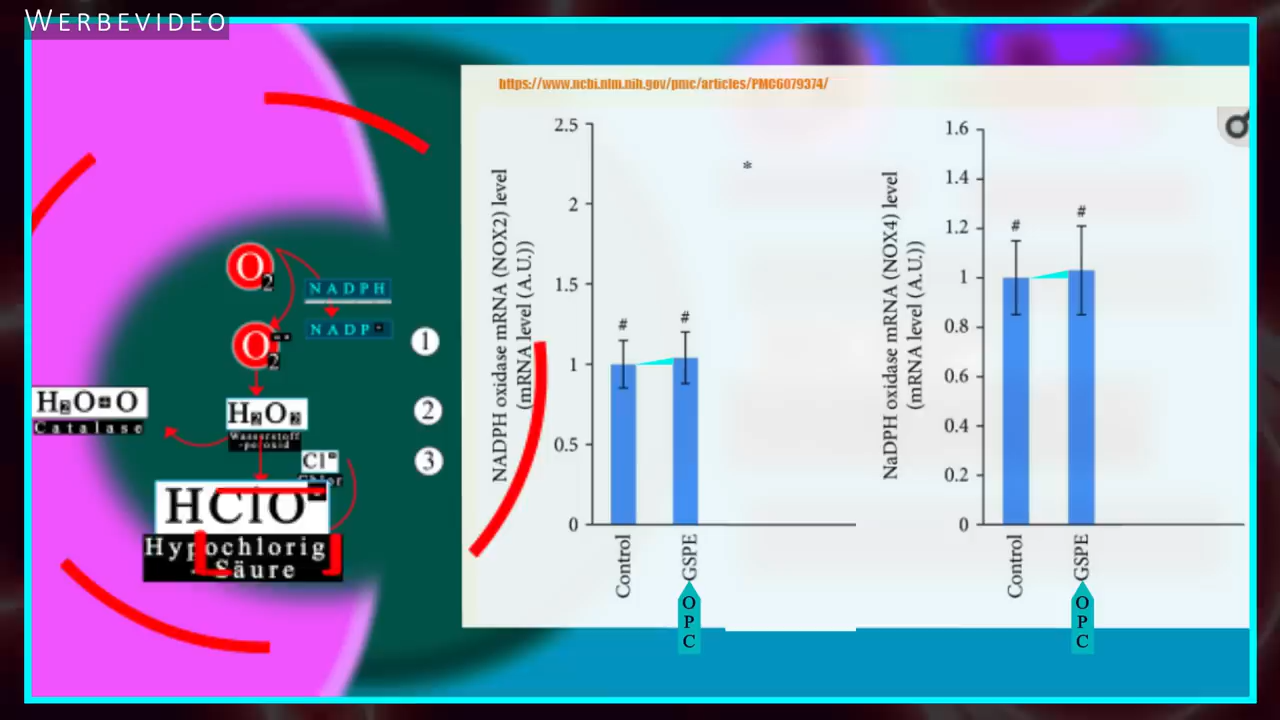 WERBEVIDEO
https://www.ncbi.nlm.nih.gov/pmc/articles/PMC6079374/
O2
NADPH
NADP+
O2
1
H2O+O
Catalase
H2O2
Wasserstoff
-peroxid
2
Cl-
Chlor
3
HClO-
Hypochlorig
-Säure
NADPH oxidase mRNA (NOX2) level
(mRNA level (A.U.))
2.5
2
1.5
1
0.5
0
*
#
#
Control
GSPE
OPC
NaDPH oxidase mRNA (NOX4) level
(mRNA level (A.U.))
1.6
1.4
1.2
1
0.8
0.6
0.4
0.2
0
#
#
Control
GSPE
OPC